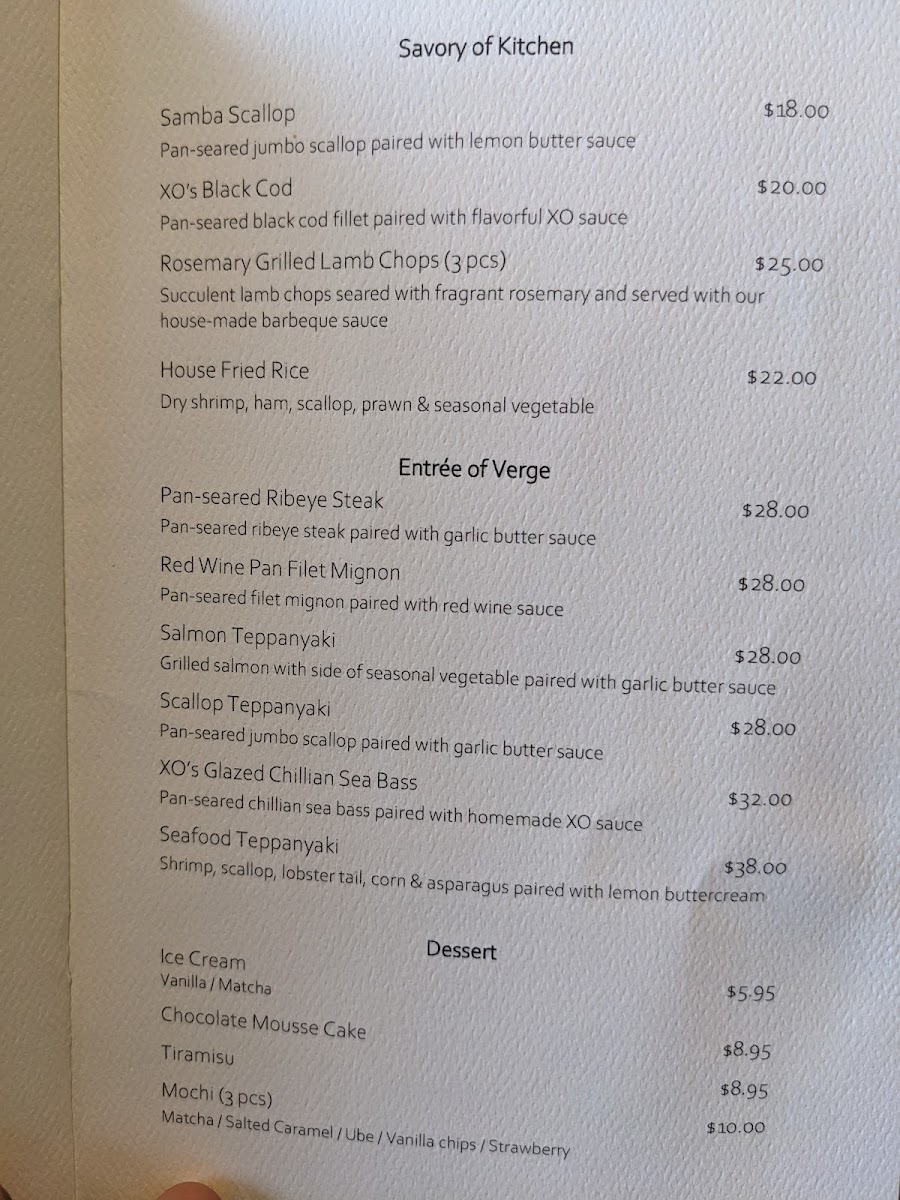 Savory of Kitchen
Samba Scallop $18.00
Pan-seared jumbo scallop paired with lemon butter sauce
XO's Black Cod $20.00
Pan-seared black cod fillet paired with flavorful XO sauce
Rosemary Grilled Lamb Chops (3 pcs) $25.00
Succulent lamb chops seared with fragrant rosemary and served with our
house-made barbeque sauce
House Fried Rice $22.00
Dry shrimp, ham, scallop, prawn & seasonal vegetable
Entrée of Verge
Pan-seared Ribeye Steak $28.00
Pan-seared ribeye steak paired with garlic butter sauce
Red Wine Pan Filet Mignon $28.00
Pan-seared filet mignon paired with red wine sauce
Salmon Teppanyaki $28.00
Grilled salmon with side of seasonal vegetable paired with garlic butter sauce
Scallop Teppanyaki $28.00
Pan-seared jumbo scallop paired with garlic butter sauce
XO's Glazed Chillian Sea Bass $32.00
Pan-seared chillian sea bass paired with homemade XO sauce
Seafood Teppanyaki $38.00
Shrimp, scallop, lobster tail, corn & asparagus paired with lemon buttercream
Dessert
Ice Cream $5.95
Vanilla / Matcha
Chocolate Mousse Cake $8.95
Tiramisu $8.95
Mochi (3 pcs) $10.00
Matcha / Salted Caramel / Ube / Vanilla chips / Strawberry